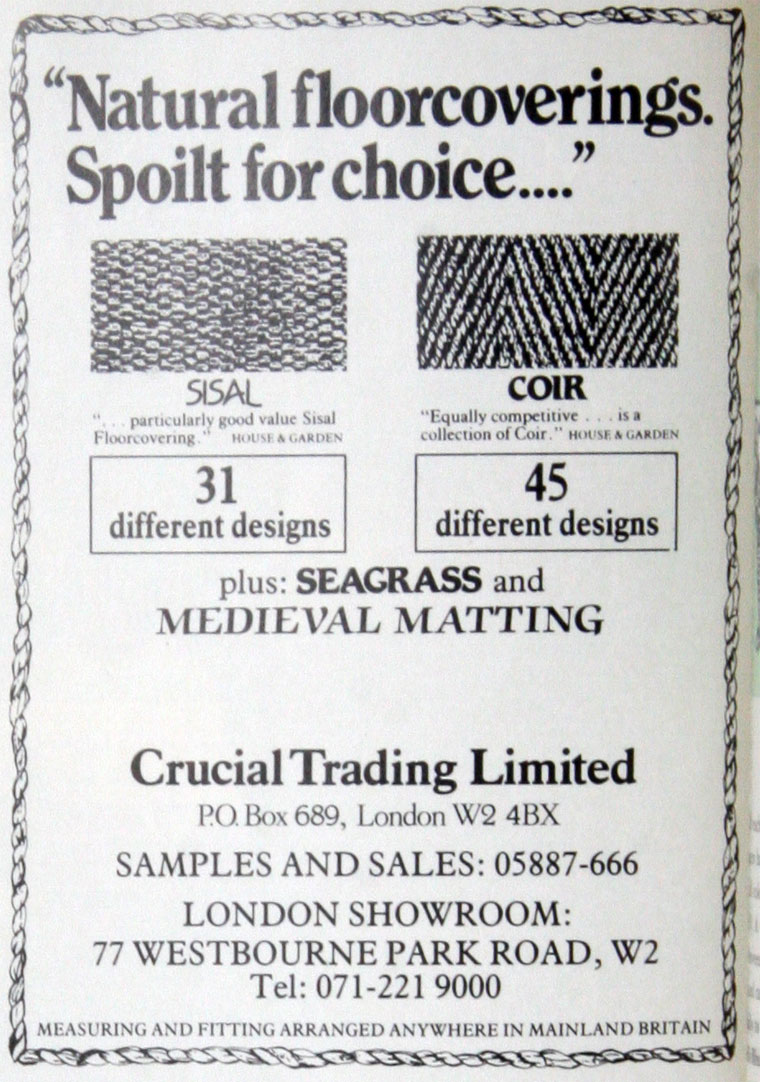 “Natural floorcoverings.
Spoilt for choice....”
SISAL
“. . . particularly good value Sisal
Floorcovering.” HOUSE & GARDEN
31
different designs
COIR
“Equally competitive . . . is a
collection of Coir.” HOUSE & GARDEN
45
different designs
plus: SEAGRASS and
MEDIEVAL MATTING
Crucial Trading Limited
P.O. Box 689, London W2 4BX
SAMPLES AND SALES: 05887-666
LONDON SHOWROOM:
77 WESTBOURNE PARK ROAD, W2
Tel: 071-221 9000
MEASURING AND FITTING ARRANGED ANYWHERE IN MAINLAND BRITAIN